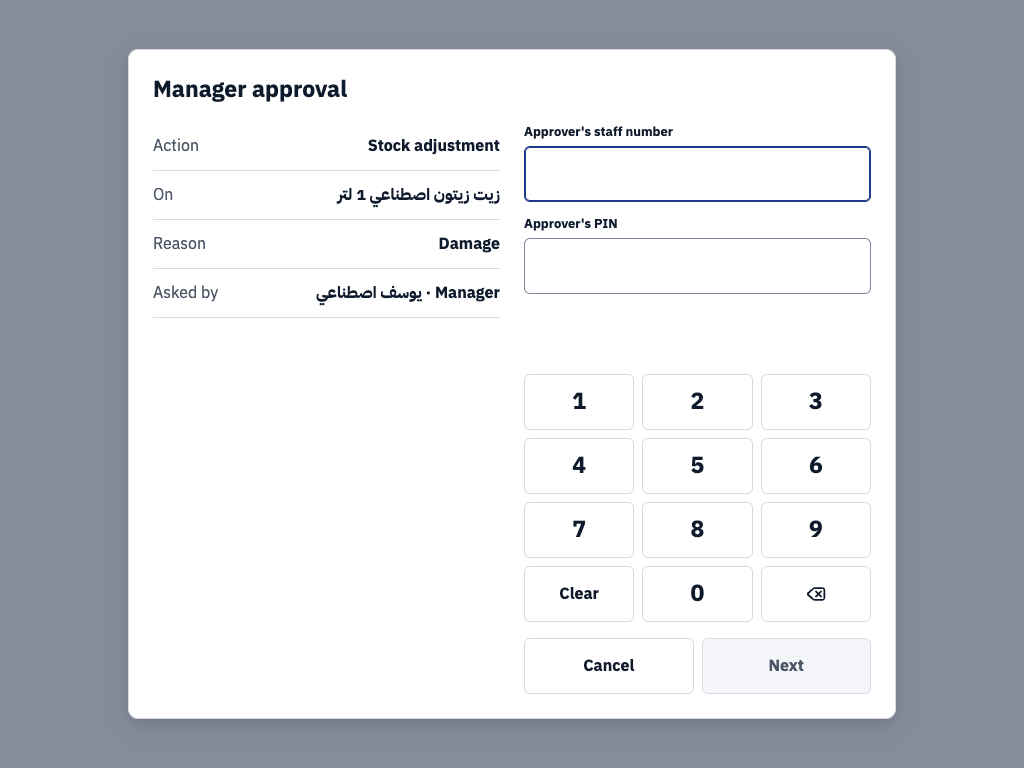 Manager approval
Action Stock adjustment
On زيت زيتون اصطناعي 1 لتر
Reason Damage
Asked by يوسف اصطناعي · Manager
Approver's staff number
Approver's PIN
1 2 3
4 5 6
7 8 9
Clear 0
Cancel Next